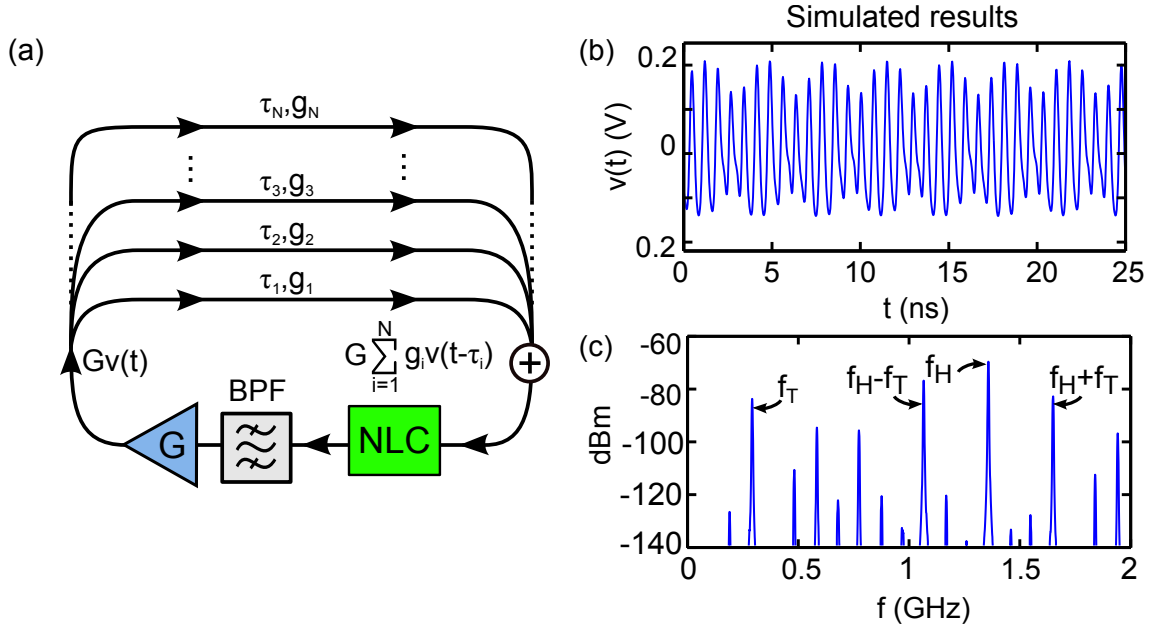 (a)
τN,gN
⋮ ⋮
τ3,g3
τ2,g2
τ1,g1
Gv(t)
G N∑i=1 giv(t-τi)
+
BPF
G
NLC
Simulated results
(b)
0.2
0
0.2
v(t) (V)
0 5 10 15 20 25
t (ns)
(c)
-60
-80
-100
-120
-140
dBm
fT
fH-fT
fH
fH+fT
0 0.5 1 1.5 2
f (GHz)